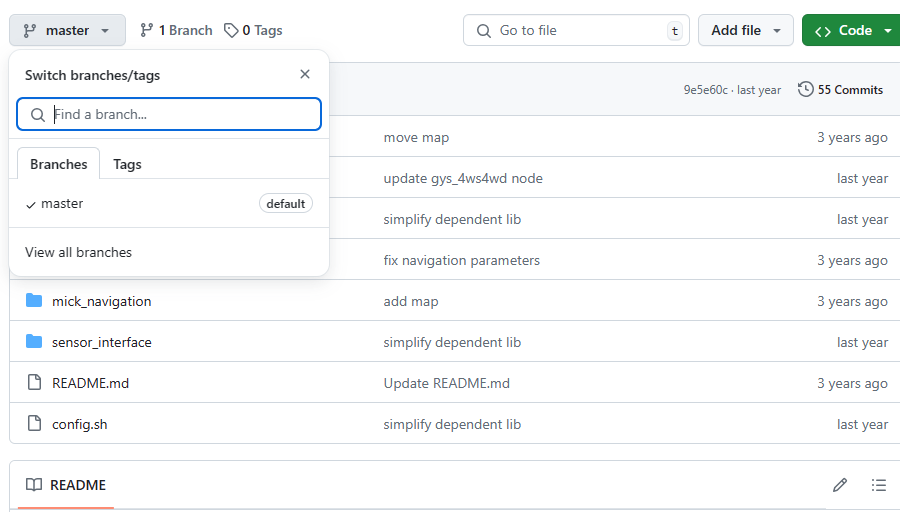 master 1 Branch 0 Tags Go to file t Add file Code
Switch branches/tags
9e5e60c · last year 55 Commits
Find a branch...
move map 3 years ago
Branches Tags
update gys_4ws4wd node last year
master default
simplify dependent lib last year
View all branches
fix navigation parameters 3 years ago
mick_navigation add map 3 years ago
sensor_interface simplify dependent lib last year
README.md Update README.md 3 years ago
config.sh simplify dependent lib last year
README